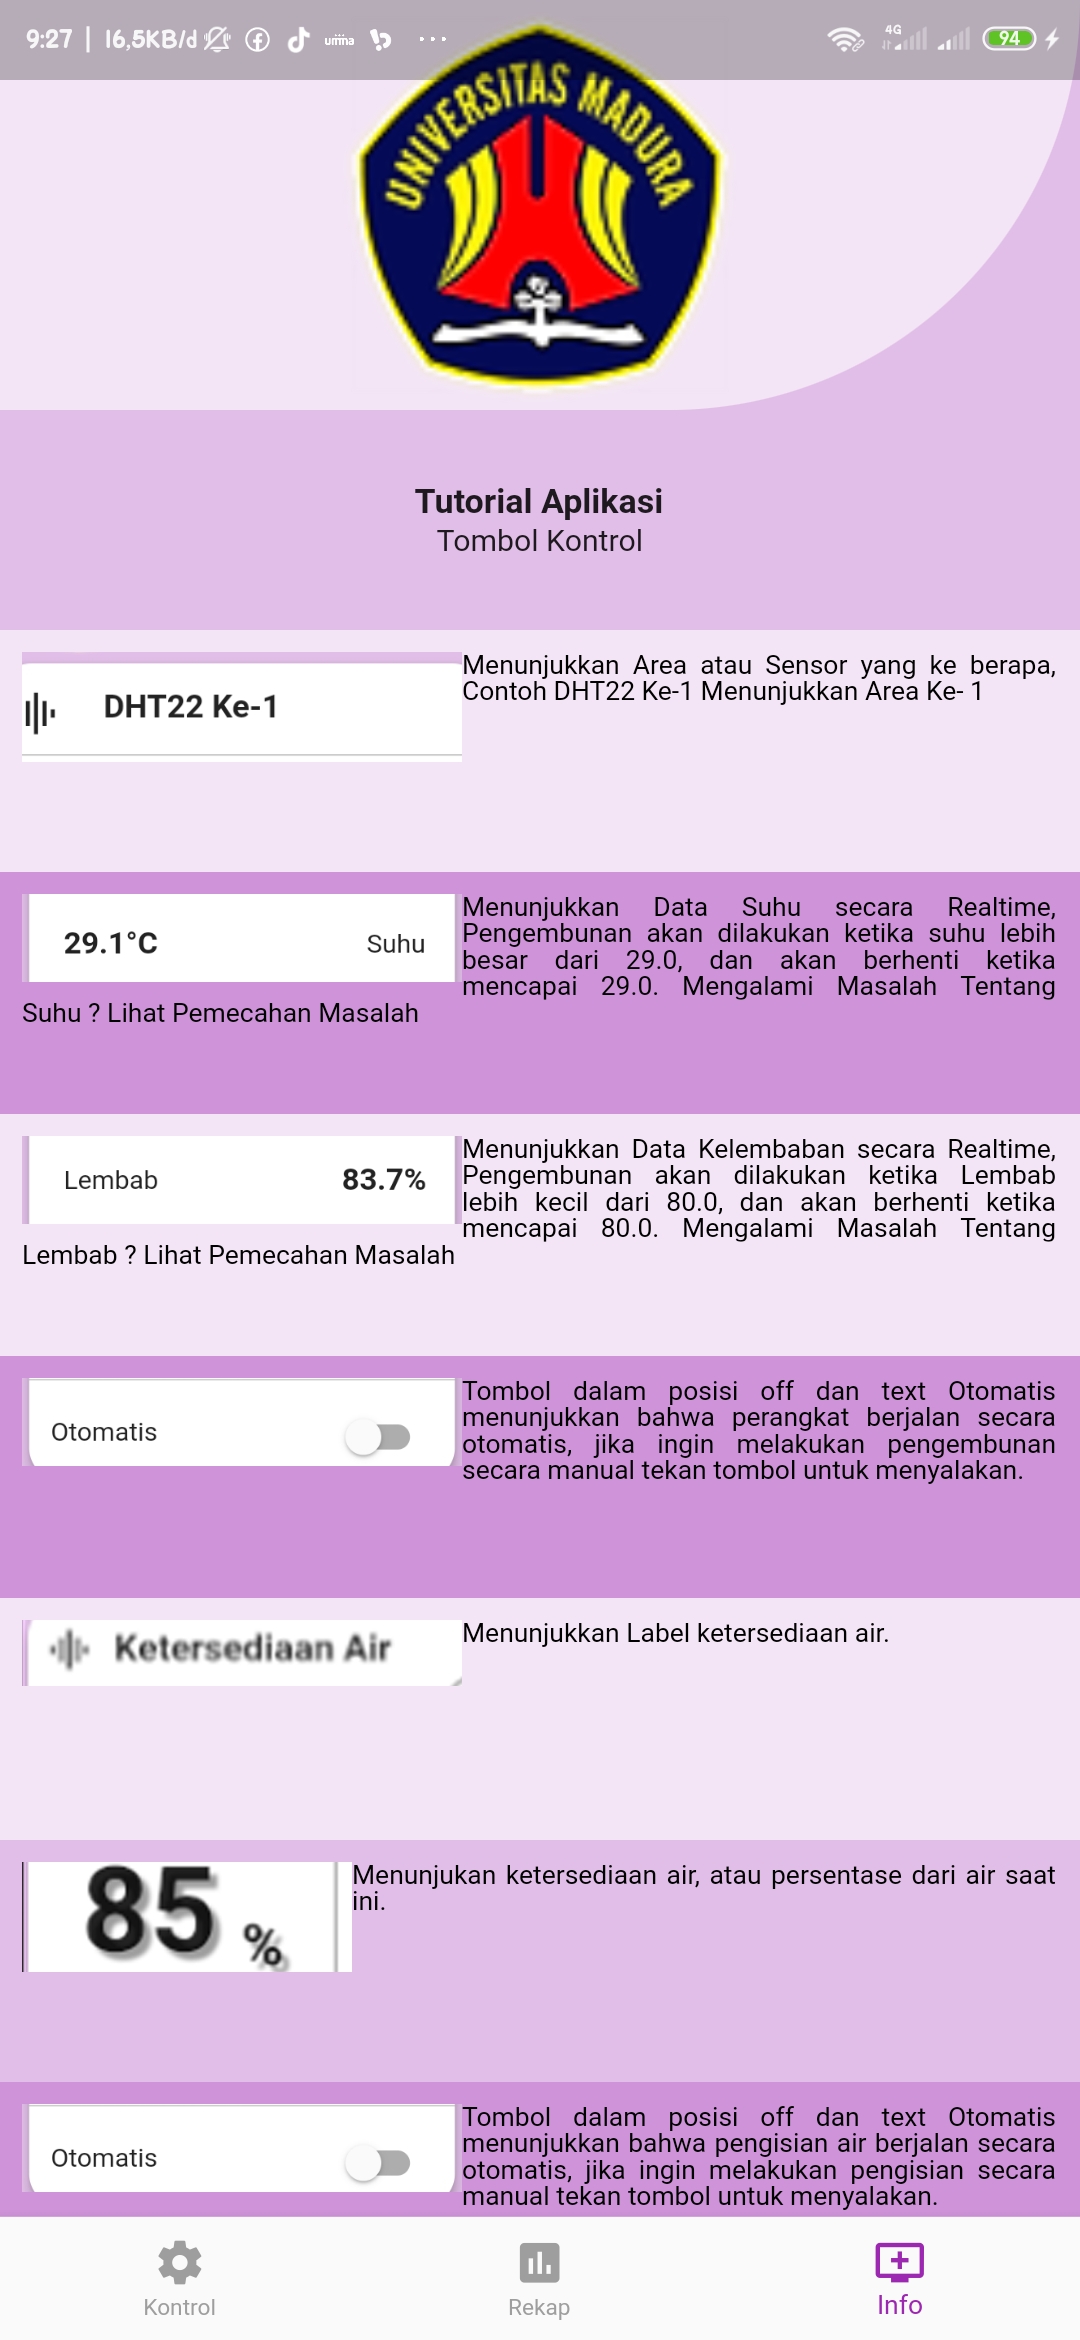 9:27 | 16,5KB/d
4G
94
UNIVERSITAS MADURA
Tutorial Aplikasi
Tombol Kontrol
DHT22 Ke-1
Menunjukkan Area atau Sensor yang ke berapa,
Contoh DHT22 Ke-1 Menunjukkan Area Ke- 1
29.1°C Suhu
Menunjukkan Data Suhu secara Realtime,
Pengembunan akan dilakukan ketika suhu lebih
besar dari 29.0, dan akan berhenti ketika
mencapai 29.0. Mengalami Masalah Tentang
Suhu ? Lihat Pemecahan Masalah
Lembab 83.7%
Menunjukkan Data Kelembaban secara Realtime,
Pengembunan akan dilakukan ketika Lembab
lebih kecil dari 80.0, dan akan berhenti ketika
mencapai 80.0. Mengalami Masalah Tentang
Lembab ? Lihat Pemecahan Masalah
Otomatis
Tombol dalam posisi off dan text Otomatis
menunjukkan bahwa perangkat berjalan secara
otomatis, jika ingin melakukan pengembunan
secara manual tekan tombol untuk menyalakan.
Ketersediaan Air
Menunjukkan Label ketersediaan air.
85 %
Menunjukan ketersediaan air, atau persentase dari air saat
ini.
Otomatis
Tombol dalam posisi off dan text Otomatis
menunjukkan bahwa pengisian air berjalan secara
otomatis, jika ingin melakukan pengisian secara
manual tekan tombol untuk menyalakan.
Kontrol
Rekap
Info